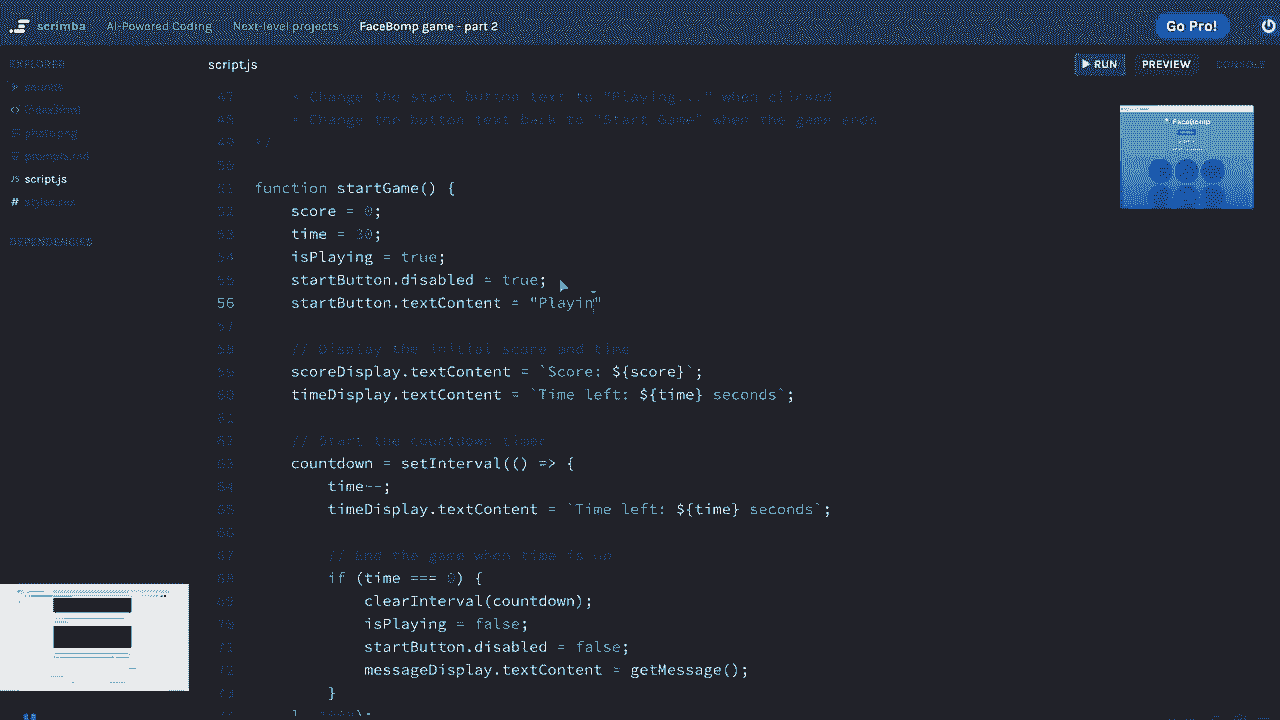 scrimba AI-Powered Coding Next-level projects FaceBomp game - part 2 Go Pro!
EXPLORER script.js RUN PREVIEW CONSOLE
sounds
index.html
photo.png
prompts.md
JS script.js
# styles.css
DEPENDENCIES
47 * Change the start button text to "Playing..." when clicked
48 * Change the button text back to "Start Game" when the game ends
49 */
50
51 function startGame() {
52 score = 0;
53 time = 30;
54 isPlaying = true;
55 startButton.disabled = true;
56 startButton.textContent = "Playin"
57
58 // Display the initial score and time
59 scoreDisplay.textContent = `Score: ${score}`;
60 timeDisplay.textContent = `Time left: ${time} seconds`;
61
62 // Start the countdown timer
63 countdown = setInterval(() => {
64 time--;
65 timeDisplay.textContent = `Time left: ${time} seconds`;
66
67 // End the game when time is up
68 if (time === 0) {
69 clearInterval(countdown);
70 isPlaying = false;
71 startButton.disabled = false;
72 messageDisplay.textContent = getMessage();
73 }
FaceBomp